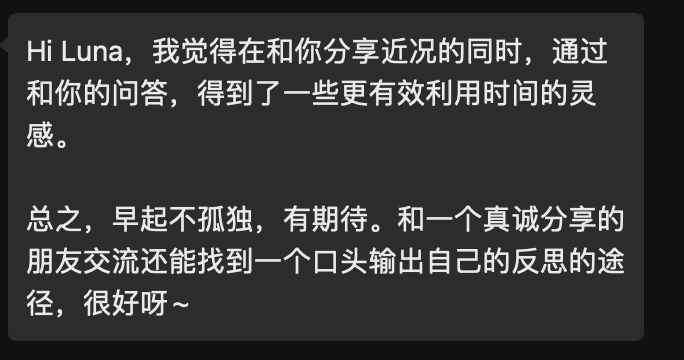 Hi Luna，我觉得在和你分享近况的同时，通过
和你的问答，得到了一些更有效利用时间的灵
感。
总之，早起不孤独，有期待。和一个真诚分享的
朋友交流还能找到一个口头输出自己的反思的途
径，很好呀～